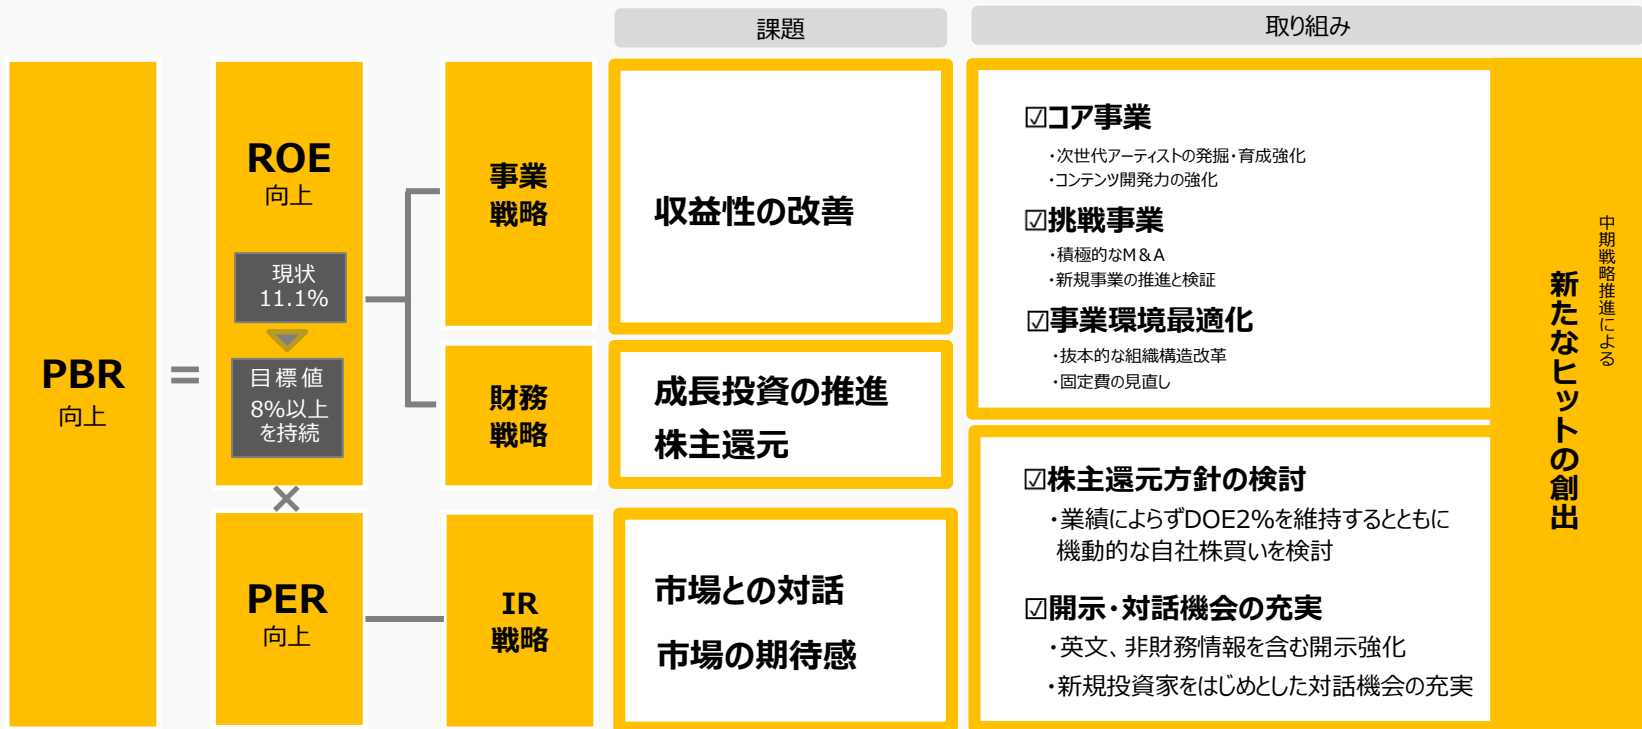 課題
取り組み
PBR
向上
=
ROE
向上
現状
11.1%
目標値
8%以上
を持続
×
PER
向上
事業
戦略
財務
戦略
IR
戦略
収益性の改善
成長投資の推進
株主還元
市場との対話
市場の期待感
☑コア事業
・次世代アーティストの発掘・育成強化
・コンテンツ開発力の強化
☑挑戦事業
・積極的なM&A
・新規事業の推進と検証
☑事業環境最適化
・抜本的な組織構造改革
・固定費の見直し
☑株主還元方針の検討
・業績によらずDOE2%を維持するとともに
機動的な自社株買いを検討
☑開示・対話機会の充実
・英文、非財務情報を含む開示強化
・新規投資家をはじめとした対話機会の充実
中期戦略推進による
新たなヒットの創出